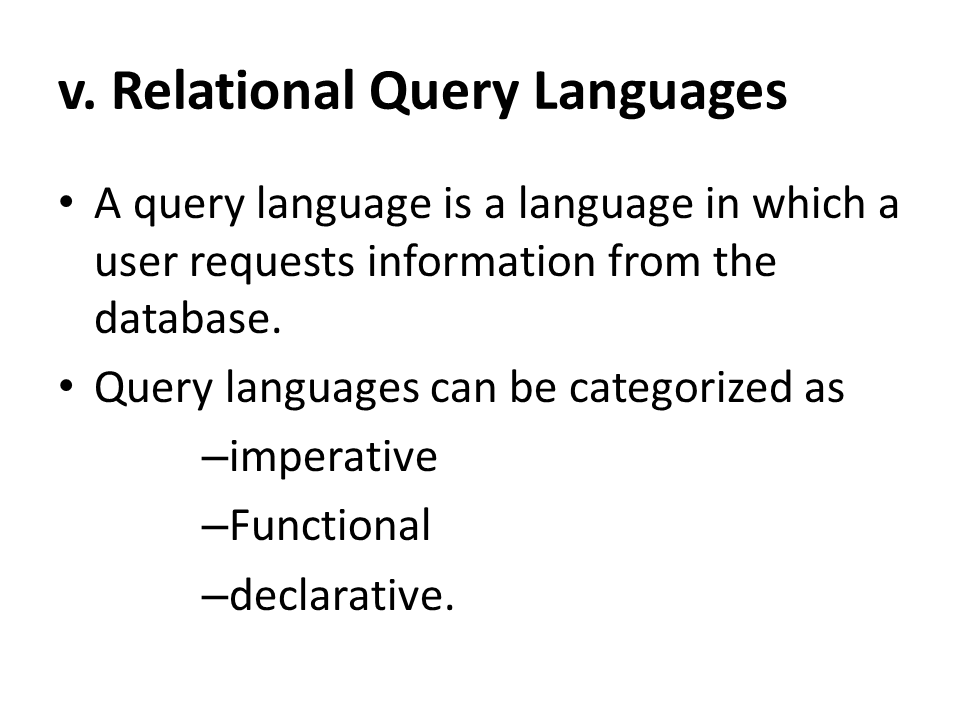 v. Relational Query Languages
• A query language is a language in which a
user requests information from the
database.
• Query languages can be categorized as
–imperative
–Functional
–declarative.